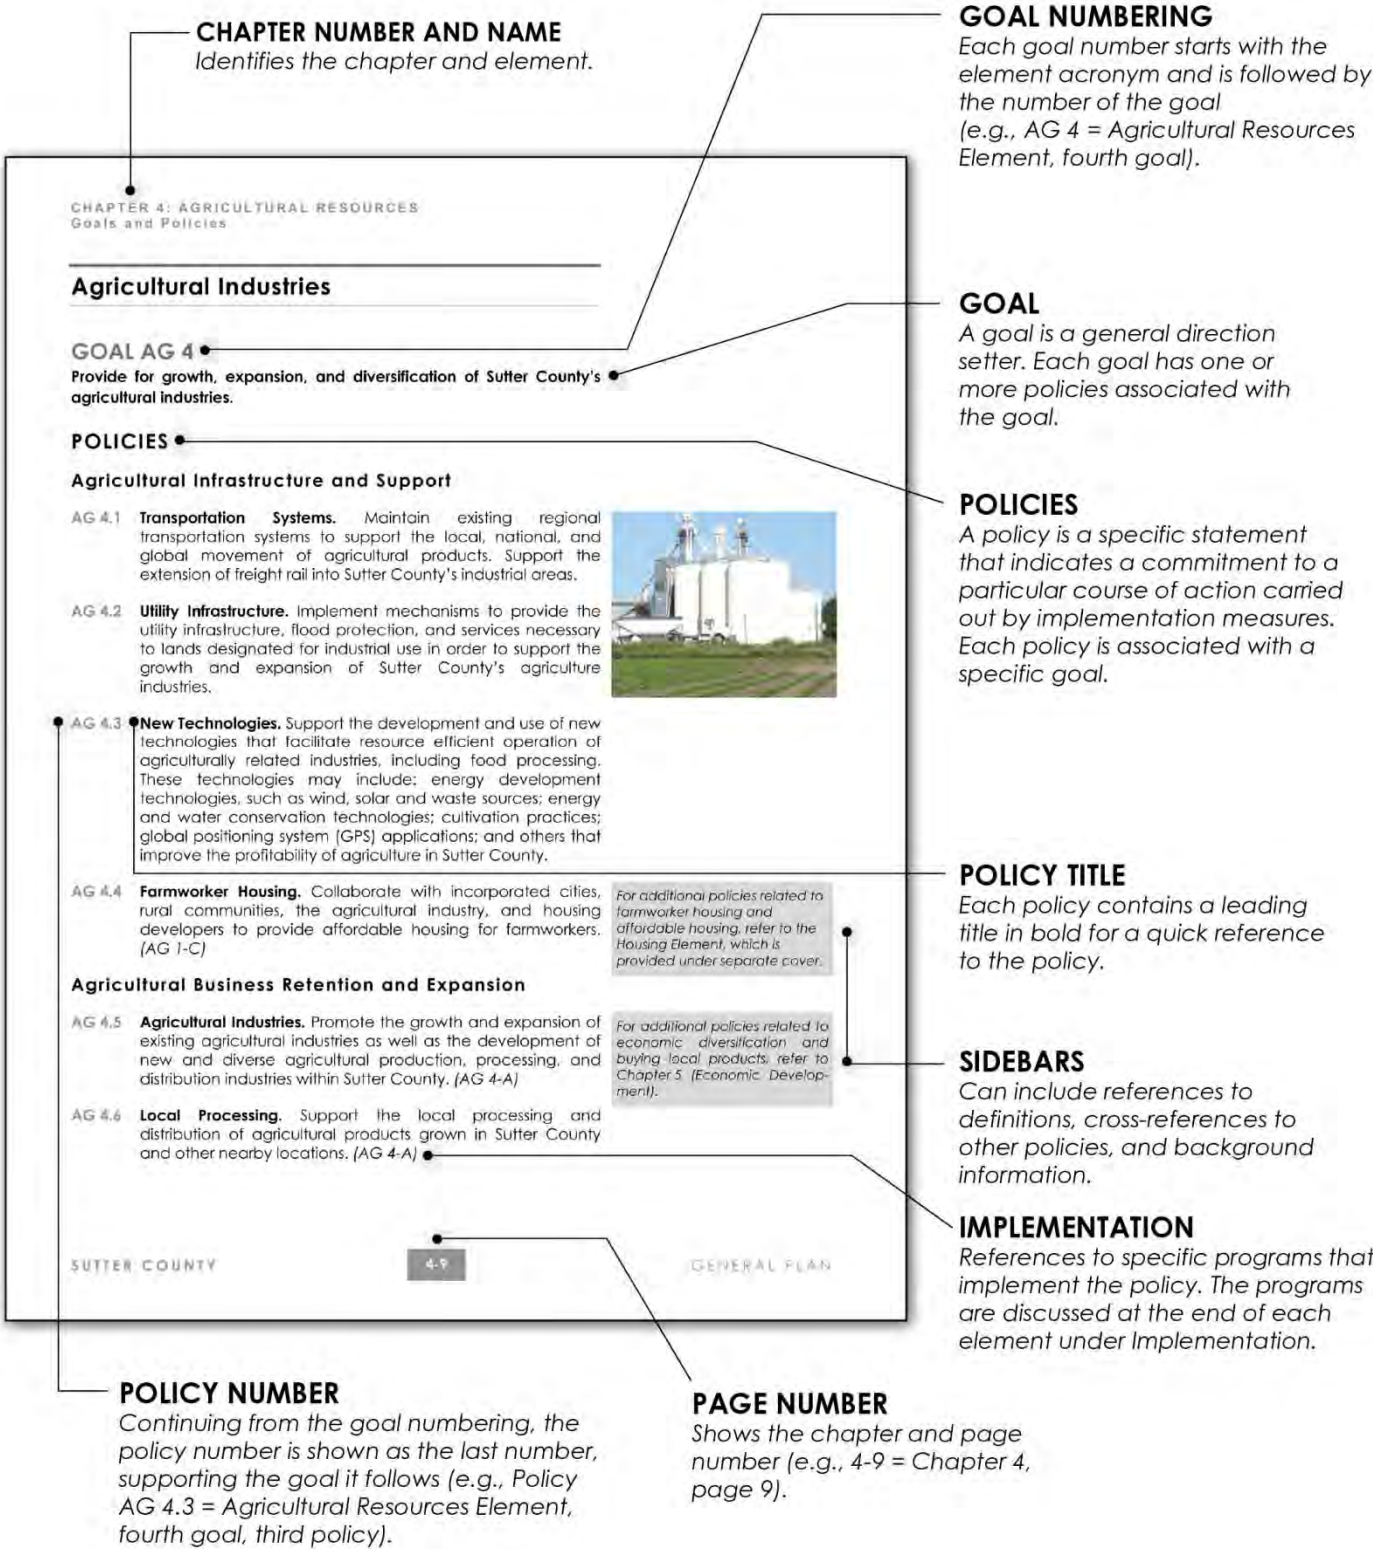 CHAPTER NUMBER AND NAME
Identifies the chapter and element.
GOAL NUMBERING
Each goal number starts with the
element acronym and is followed by
the number of the goal
(e.g., AG 4 = Agricultural Resources
Element, fourth goal).
CHAPTER 4: AGRICULTURAL RESOURCES
Goals and Policies
Agricultural Industries
GOAL AG 4
Provide for growth, expansion, and diversification of Sutter County's
agricultural industries.
GOAL
A goal is a general direction
setter. Each goal has one or
more policies associated with
the goal.
POLICIES
Agricultural Infrastructure and Support
AG 4.1 Transportation Systems. Maintain existing regional
transportation systems to support the local, national, and
global movement of agricultural products. Support the
extension of freight rail into Sutter County's industrial areas.
AG 4.2 Utility Infrastructure. Implement mechanisms to provide the
utility infrastructure, flood protection, and services necessary
to lands designated for industrial use in order to support the
growth and expansion of Sutter County's agriculture
industries.
POLICIES
A policy is a specific statement
that indicates a commitment to a
particular course of action carried
out by implementation measures.
Each policy is associated with a
specific goal.
AG 4.3 New Technologies. Support the development and use of new
technologies that facilitate resource efficient operation of
agriculturally related industries, including food processing.
These technologies may include: energy development
technologies, such as wind, solar and waste sources; energy
and water conservation technologies; cultivation practices;
global positioning system (GPS) applications; and others that
improve the profitability of agriculture in Sutter County.
POLICY TITLE
Each policy contains a leading
title in bold for a quick reference
to the policy.
AG 4.4 Farmworker Housing. Collaborate with incorporated cities,
rural communities, the agricultural industry, and housing
developers to provide affordable housing for farmworkers.
(AG 1-C)
For additional policies related to
farmworker housing and
affordable housing, refer to the
Housing Element, which is
provided under separate cover.
Agricultural Business Retention and Expansion
AG 4.5 Agricultural Industries. Promote the growth and expansion of
existing agricultural industries as well as the development of
new and diverse agricultural production, processing, and
distribution industries within Sutter County. (AG 4-A)
For additional policies related to
economic diversification and
buying local products, refer to
Chapter 5 (Economic Develop-
ment).
SIDEBARS
Can include references to
definitions, cross-references to
other policies, and background
information.
AG 4.6 Local Processing. Support the local processing and
distribution of agricultural products grown in Sutter County
and other nearby locations. (AG 4-A)
IMPLEMENTATION
References to specific programs that
implement the policy. The programs
are discussed at the end of each
element under Implementation.
SUTTER COUNTY
4-9
GENERAL PLAN
POLICY NUMBER
Continuing from the goal numbering, the
policy number is shown as the last number,
supporting the goal it follows (e.g., Policy
AG 4.3 = Agricultural Resources Element,
fourth goal, third policy).
PAGE NUMBER
Shows the chapter and page
number (e.g., 4-9 = Chapter 4,
page 9).